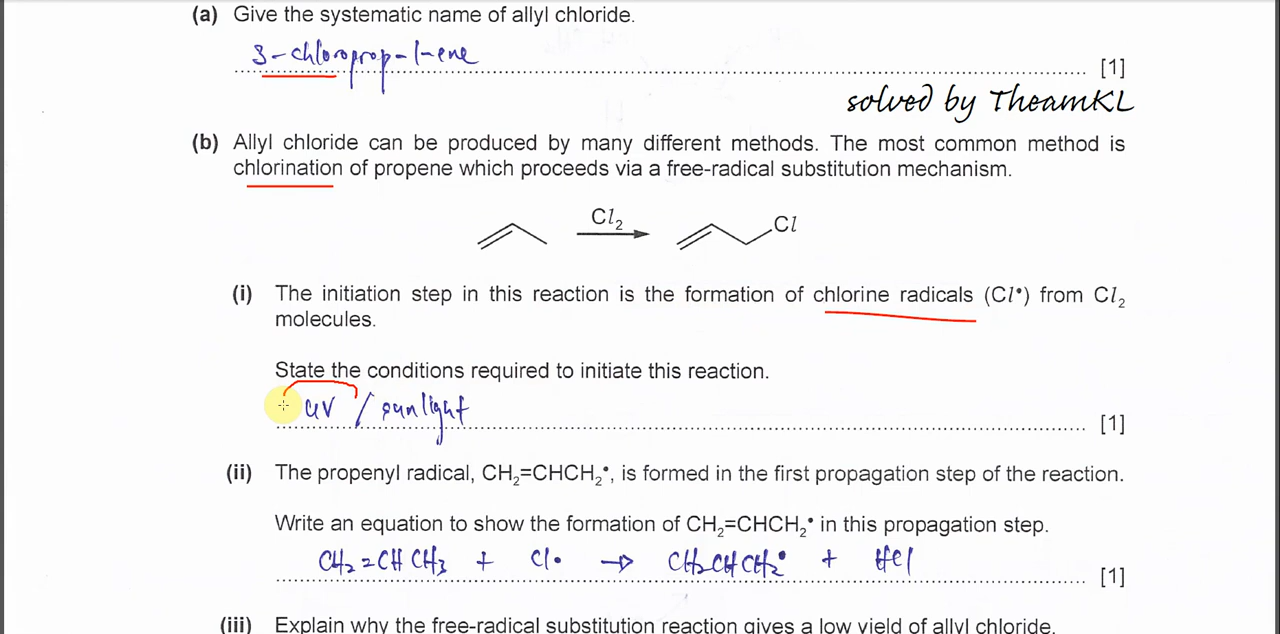 (a) Give the systematic name of allyl chloride.
3-chloroprop-1-ene
[1]
solved by TheamKL
(b) Allyl chloride can be produced by many different methods. The most common method is
chlorination of propene which proceeds via a free-radical substitution mechanism.
Cl₂
Cl
(i) The initiation step in this reaction is the formation of chlorine radicals (Cl•) from Cl₂
molecules.
State the conditions required to initiate this reaction.
UV / sunlight
[1]
(ii) The propenyl radical, CH₂=CHCH₂•, is formed in the first propagation step of the reaction.
Write an equation to show the formation of CH₂=CHCH₂• in this propagation step.
CH₂=CHCH₃ + Cl• → CH₂CHCH₂• + HCl
[1]
(iii) Explain why the free-radical substitution reaction gives a low yield of allyl chloride.